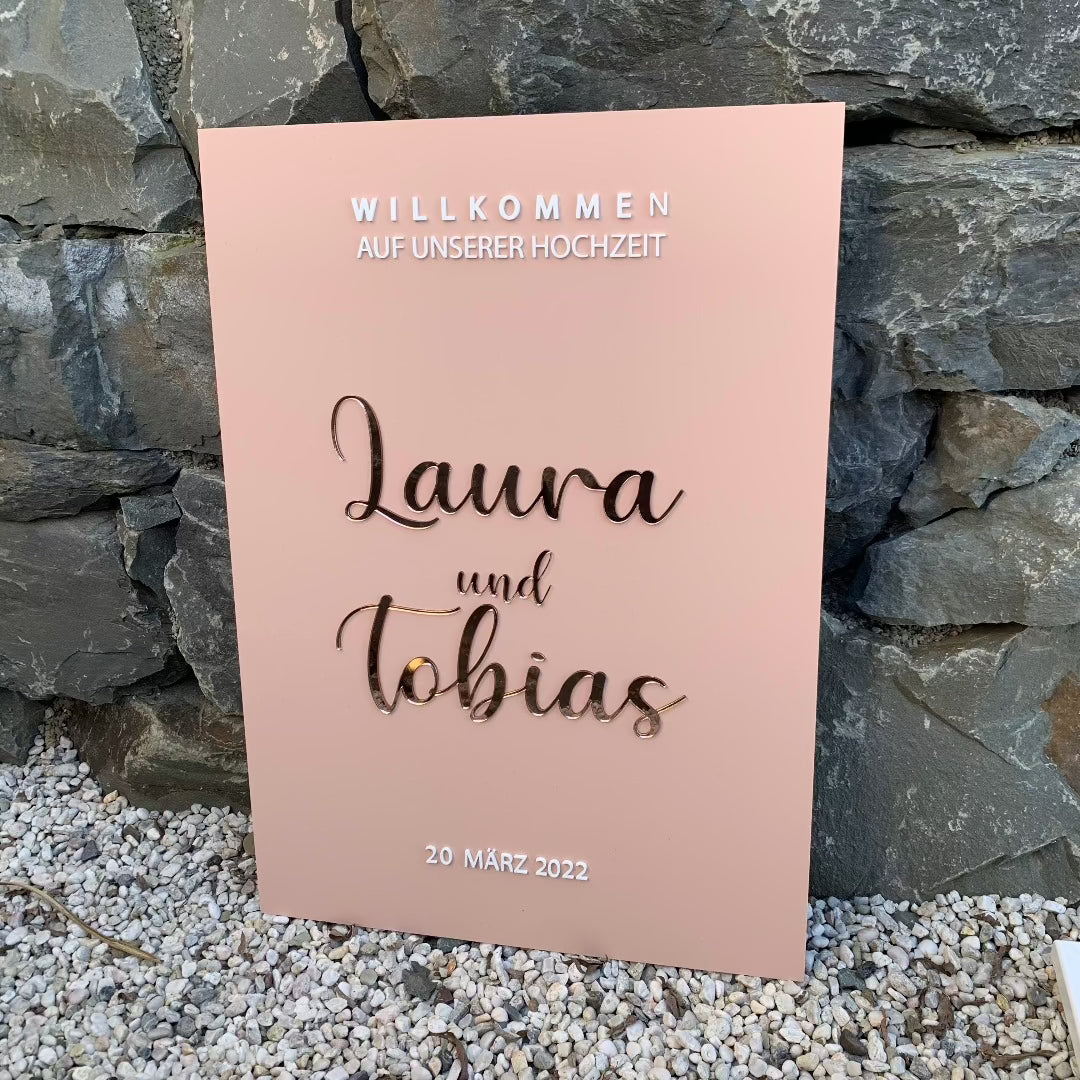 WILLKOMMEN
AUF UNSERER HOCHZEIT
Laura
und
Tobias
20 MÄRZ 2022